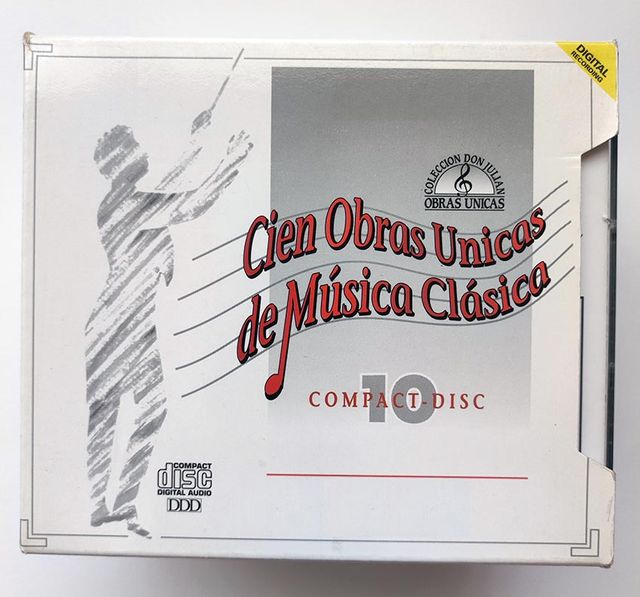 DIGITAL
RECORDING
COLECCION DON JULIAN
OBRAS UNICAS
Cien Obras Unicas
de Música Clásica
10
COMPACT-DISC
COMPACT
disc
DIGITAL AUDIO
DDD